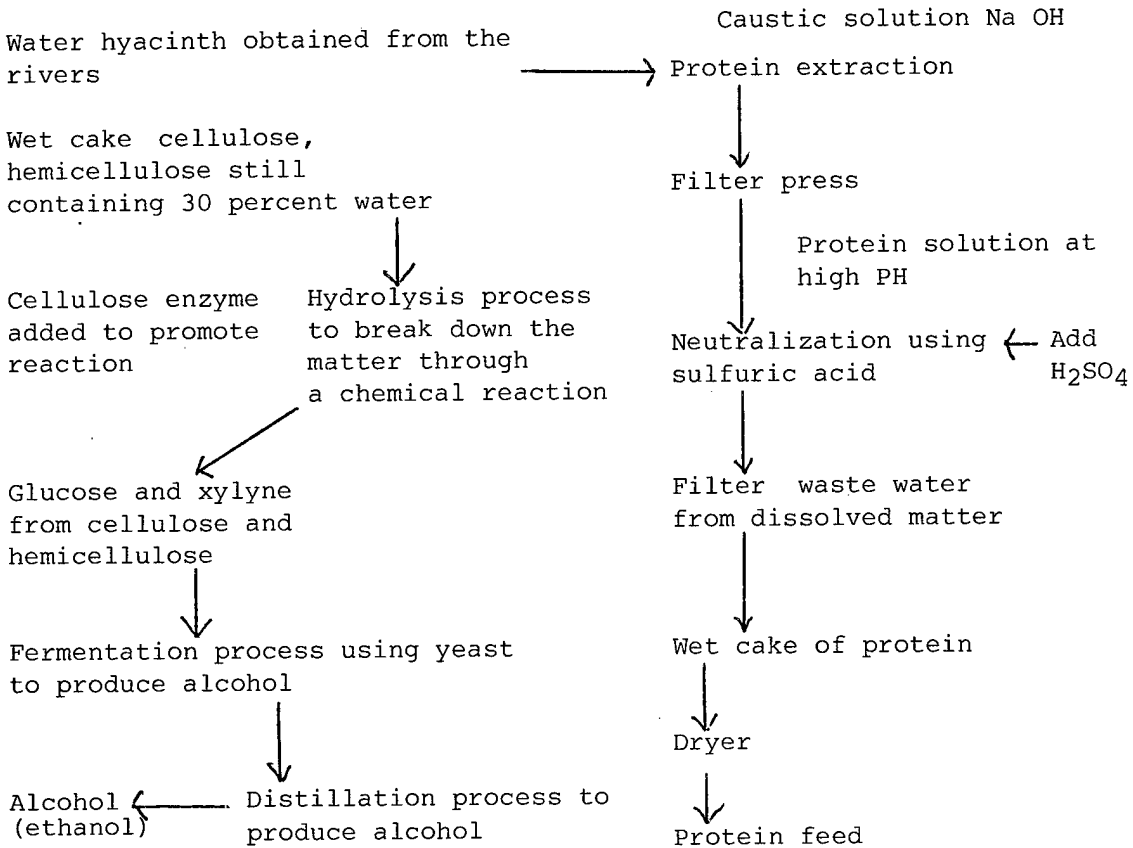 Caustic solution Na OH
Water hyacinth obtained from the
rivers
Protein extraction
Wet cake cellulose,
hemicellulose still
containing 30 percent water
Filter press
Protein solution at
high PH
Cellulose enzyme
added to promote
reaction
Hydrolysis process
to break down the
matter through
a chemical reaction
Neutralization using
sulfuric acid
Add
H2SO4
Glucose and xylyne
from cellulose and
hemicellulose
Filter waste water
from dissolved matter
Fermentation process using yeast
to produce alcohol
Wet cake of protein
Dryer
Alcohol
(ethanol)
Distillation process to
produce alcohol
Protein feed